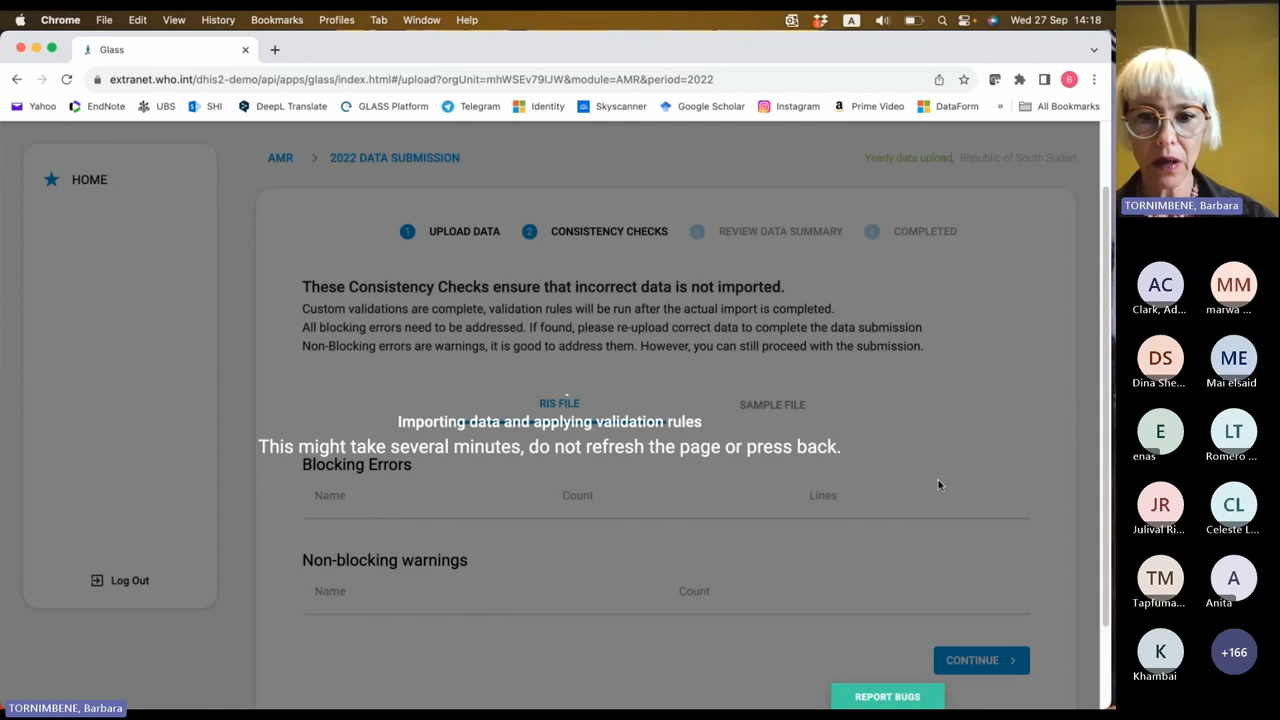 Chrome File Edit View History Bookmarks Profiles Tab Window Help A Wed 27 Sep 14:18
Glass
extranet.who.int/dhis2-demo/api/apps/glass/index.html#/upload?orgUnit=mhWSEv79lJW&module=AMR&period=2022 B
Yahoo EndNote UBS SHI DeepL Translate GLASS Platform Telegram Identity Skyscanner Google Scholar Instagram Prime Video DataForm » All Bookmarks
AMR > 2022 DATA SUBMISSION Yearly data upload, Republic of South Sudan
HOME
1 UPLOAD DATA 2 CONSISTENCY CHECKS 3 REVIEW DATA SUMMARY 4 COMPLETED
These Consistency Checks ensure that incorrect data is not imported.
Custom validations are complete, validation rules will be run after the actual import is completed.
All blocking errors need to be addressed. If found, please re-upload correct data to complete the data submission
Non-Blocking errors are warnings, it is good to address them. However, you can still proceed with the submission.
RIS FILE SAMPLE FILE
Importing data and applying validation rules
This might take several minutes, do not refresh the page or press back.
Blocking Errors
Name Count Lines
Non-blocking warnings
Name Count
Log Out
CONTINUE >
REPORT BUGS
TORNIMBENE, Barbara
TORNIMBENE, Barbara
AC MM
Clark, Ad... marwa ...
DS ME
Dina She... Mai elsaid
E LT
enas Romero ...
JR CL
Julival Ri... Celeste L...
TM A
Tapfuma... Anita
K +166
Khambai